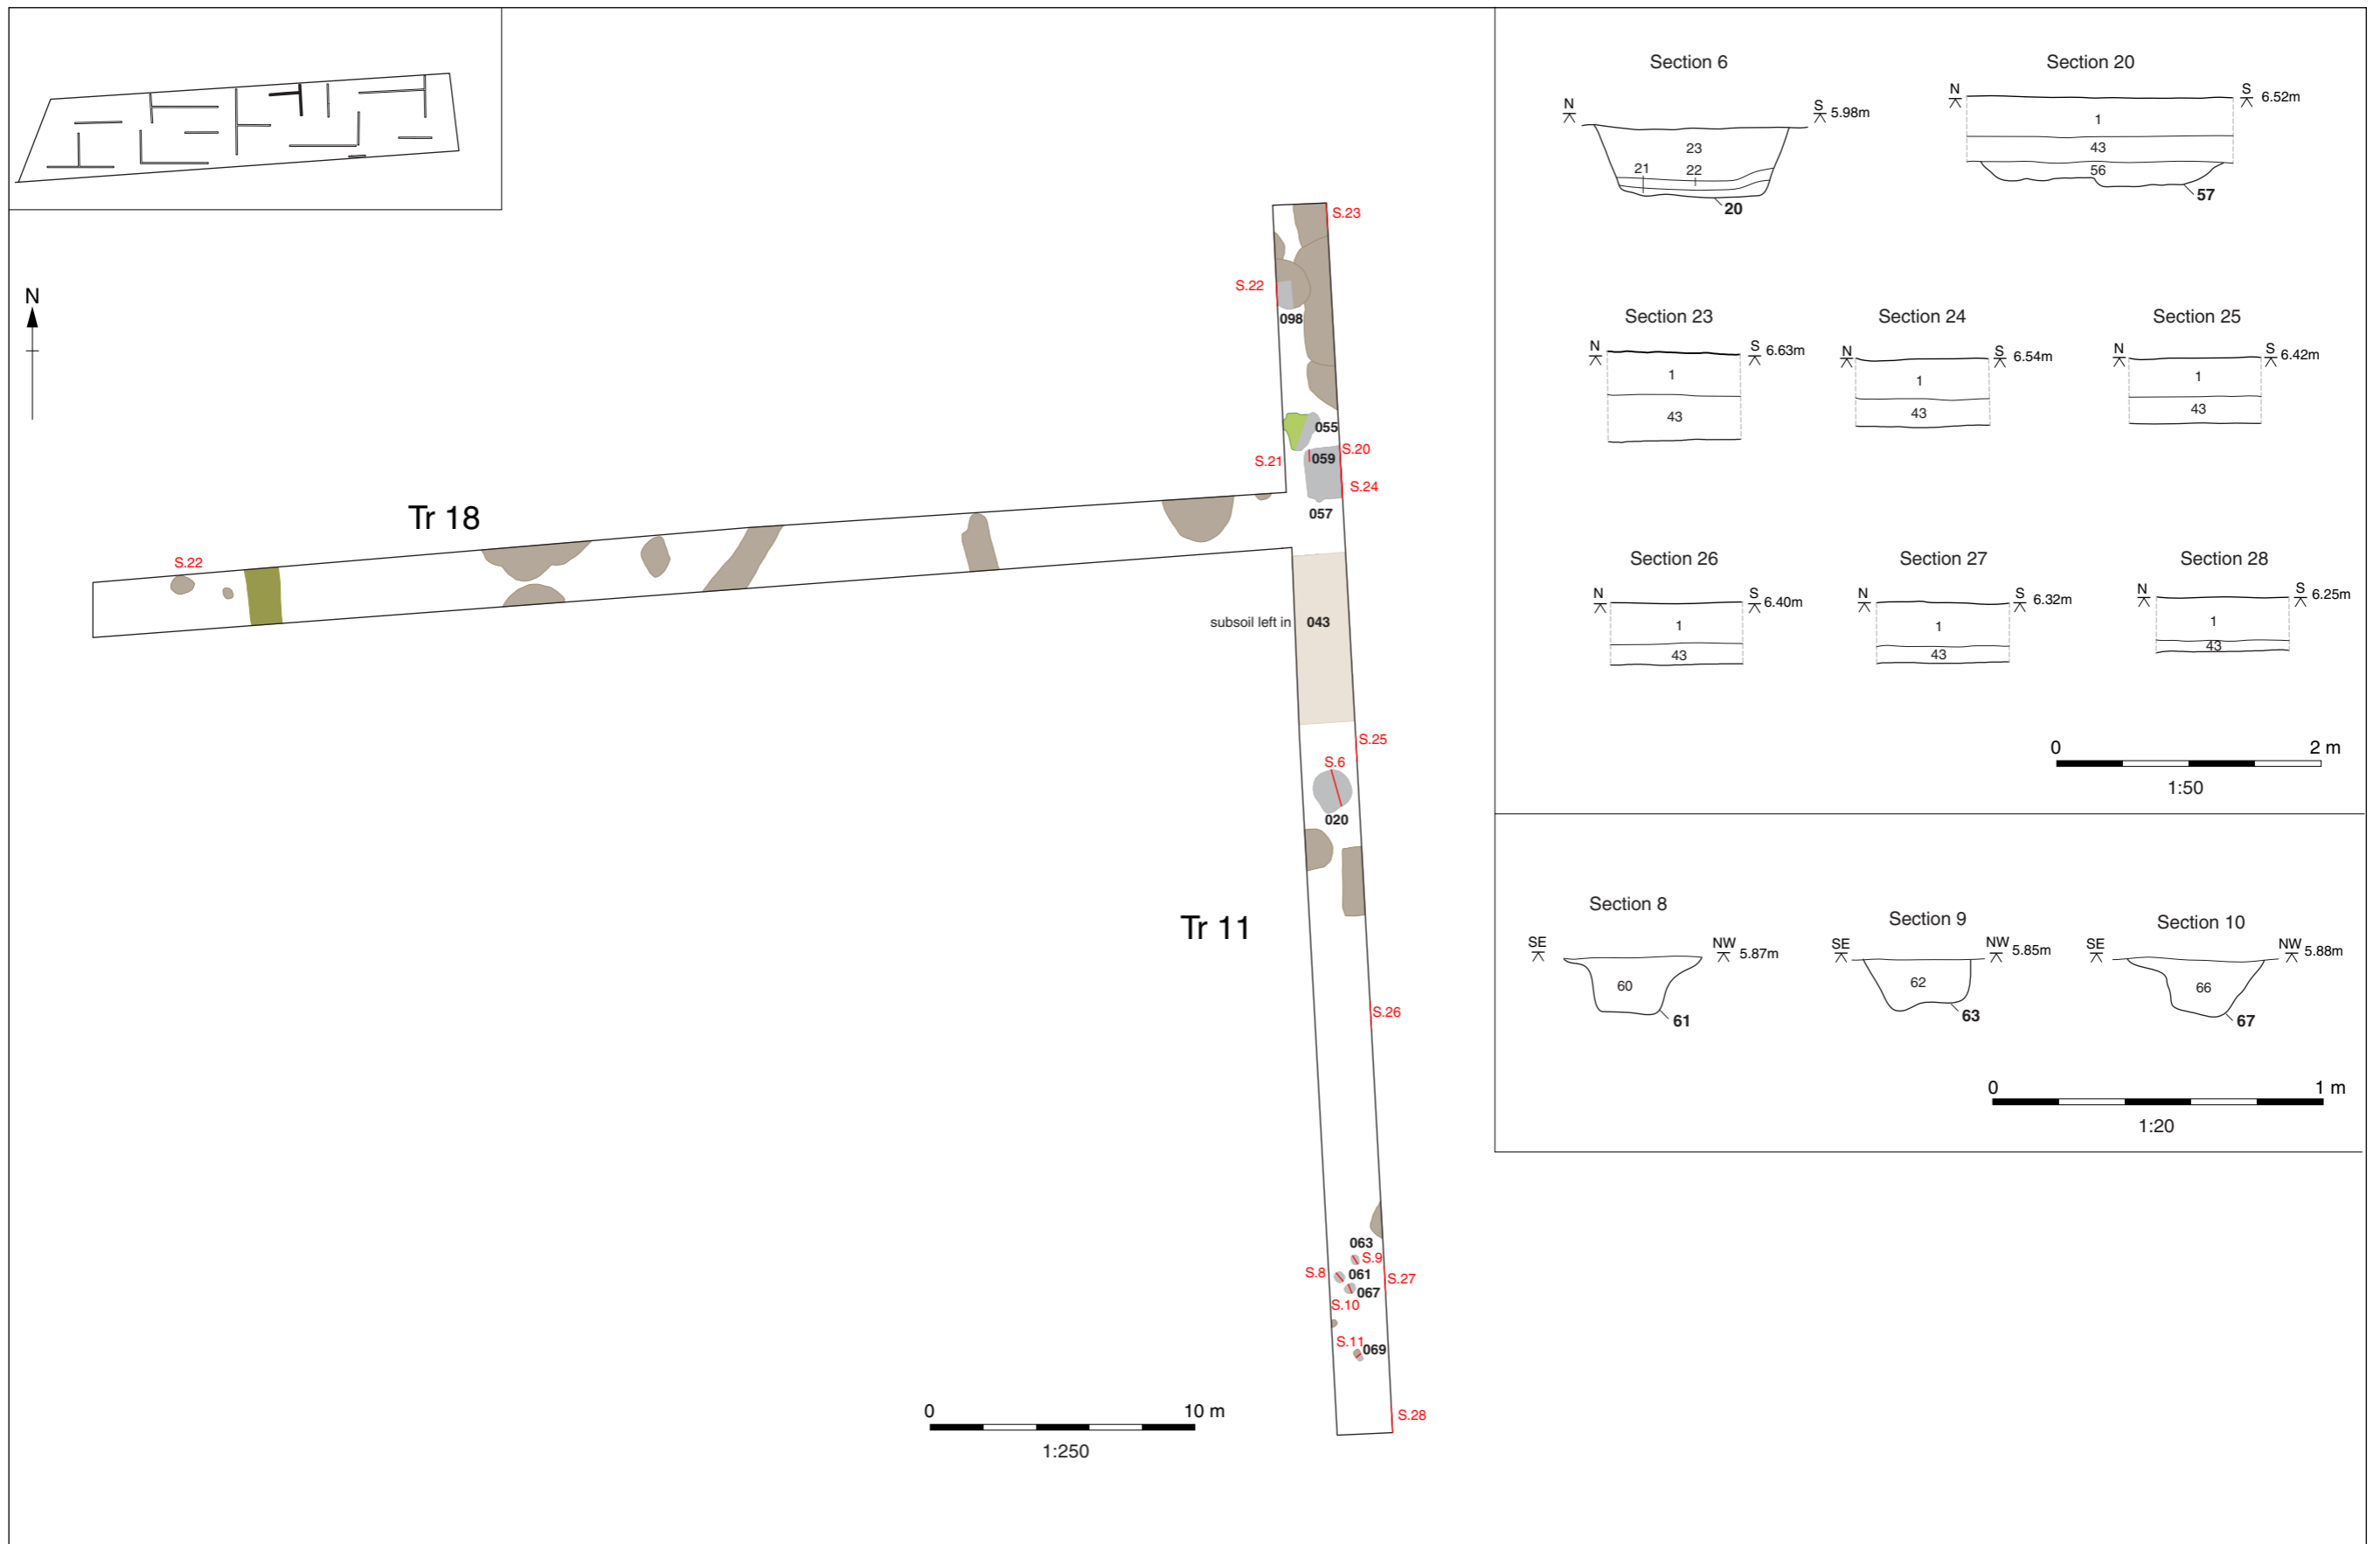 N
Tr 18
S.22
S.23
S.22
098
055
S.20
S.21
059
S.24
057
subsoil left in
043
S.25
S.6
020
Tr 11
S.26
063
S.9
S.8
061
S.27
067
S.10
S.11
069
S.28
0
10 m
1:250
Section 6
N
S
5.98m
23
21
22
20
Section 20
N
S
6.52m
1
43
56
57
Section 23
N
S
6.63m
1
43
Section 24
N
S
6.54m
1
43
Section 25
N
S
6.42m
1
43
Section 26
N
S
6.40m
1
43
Section 27
N
S
6.32m
1
43
Section 28
N
S
6.25m
1
43
0
2 m
1:50
Section 8
SE
NW
5.87m
60
61
Section 9
SE
NW
5.85m
62
63
Section 10
SE
NW
5.88m
66
67
0
1 m
1:20